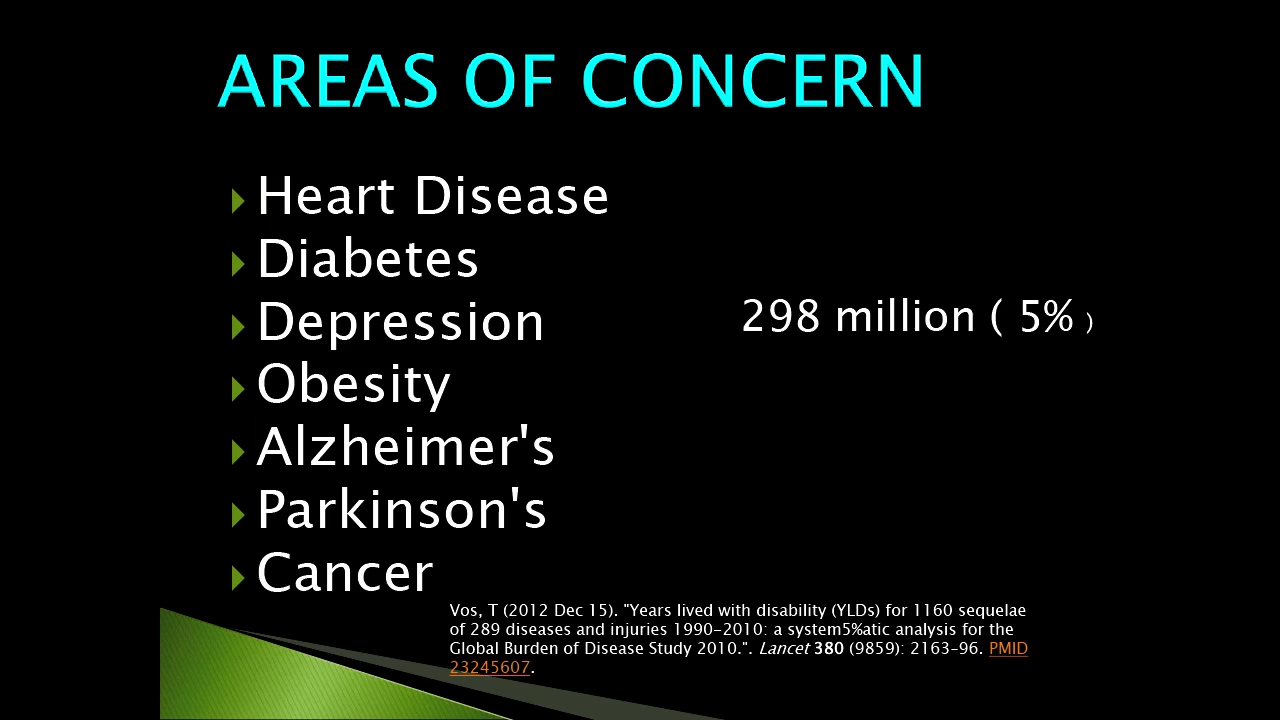 AREAS OF CONCERN
Heart Disease
Diabetes
Depression
298 million ( 5% )
Obesity
Alzheimer's
Parkinson's
Cancer
Vos, T (2012 Dec 15). "Years lived with disability (YLDs) for 1160 sequelae
of 289 diseases and injuries 1990-2010: a system5%atic analysis for the
Global Burden of Disease Study 2010.". Lancet 380 (9859): 2163–96. PMID
23245607.